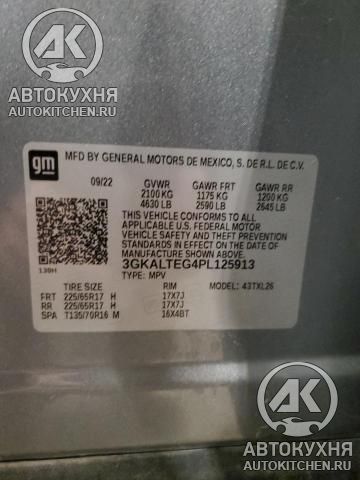 АВТОКУХНЯ
AUTOKITCHEN.RU
gm
MFD BY GENERAL MOTORS DE MEXICO, S. DE R.L. DE C.V.
09/22 GVWR GAWR FRT GAWR RR
2100 KG 1175 KG 1200 KG
4630 LB 2590 LB 2645 LB
THIS VEHICLE CONFORMS TO ALL
APPLICABLE U.S. FEDERAL MOTOR
VEHICLE SAFETY AND THEFT
PREVENTION STANDARDS IN
EFFECT ON THE DATE OF
MANUFACTURE SHOWN ABOVE.
3GKALTEG4PL125913
139H TYPE: MPV MODEL: 43TXL26
TIRE SIZE RIM
FRT 225/65R17 H 17X7J
RR 225/65R17 H 17X7J
SPA T135/70R16 M 16X4BT
АК
АВТОКУХНЯ
AUTOKITCHEN.RU